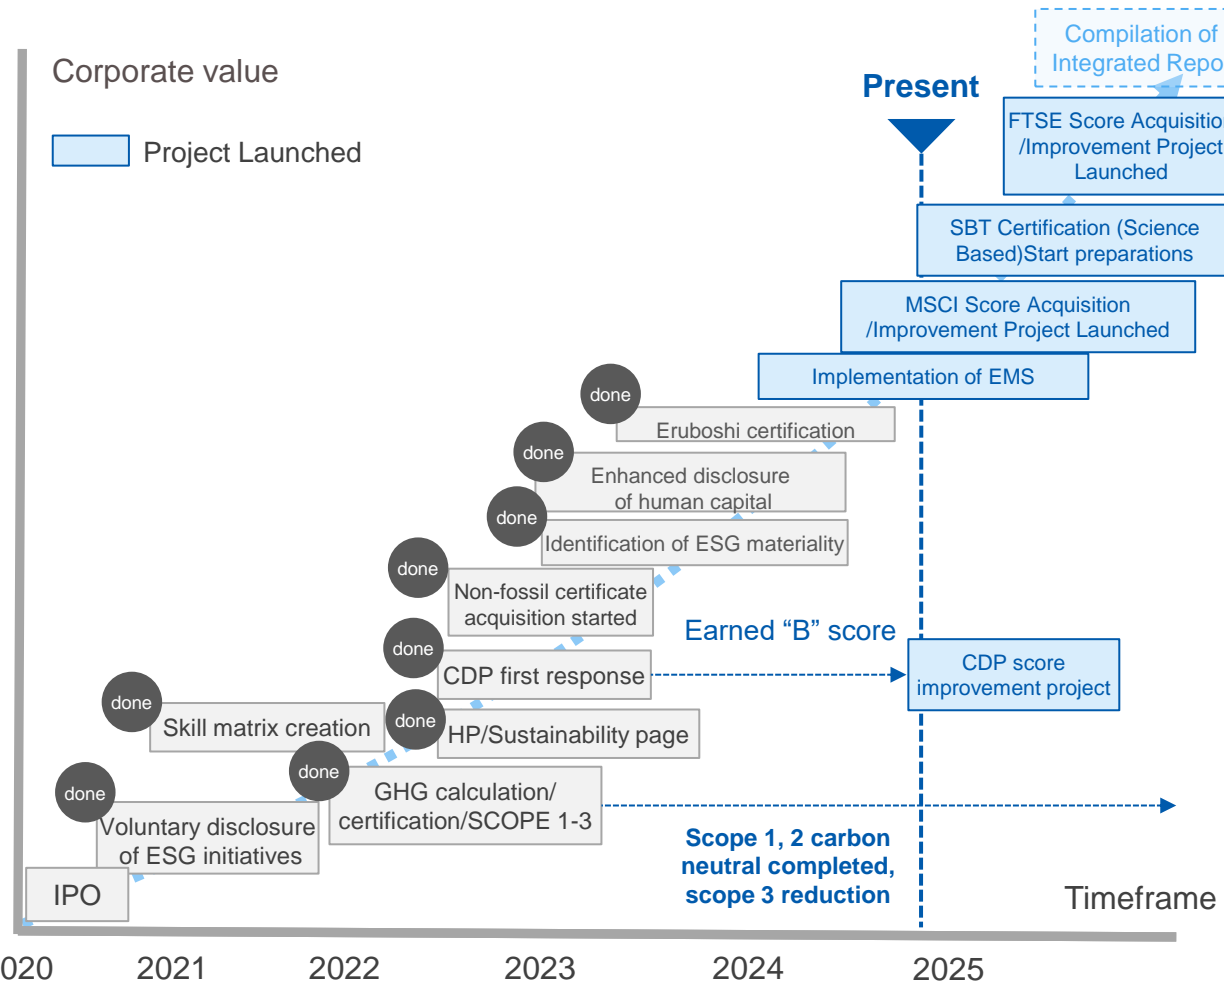 Compilation of
Integrated Repo
Corporate value
Present
Project Launched
FTSE Score Acquisition
/Improvement Project
Launched
SBT Certification (Science
Based)Start preparations
MSCI Score Acquisition
/Improvement Project Launched
Implementation of EMS
done
Eruboshi certification
done
Enhanced disclosure
of human capital
done
Identification of ESG materiality
done
Non-fossil certificate
acquisition started
Earned “B” score
done
CDP first response
CDP score
improvement project
done
Skill matrix creation
done
HP/Sustainability page
done
GHG calculation/
certification/SCOPE 1-3
done
Voluntary disclosure
of ESG initiatives
Scope 1, 2 carbon
neutral completed,
scope 3 reduction
IPO
Timeframe
020 2021 2022 2023 2024 2025